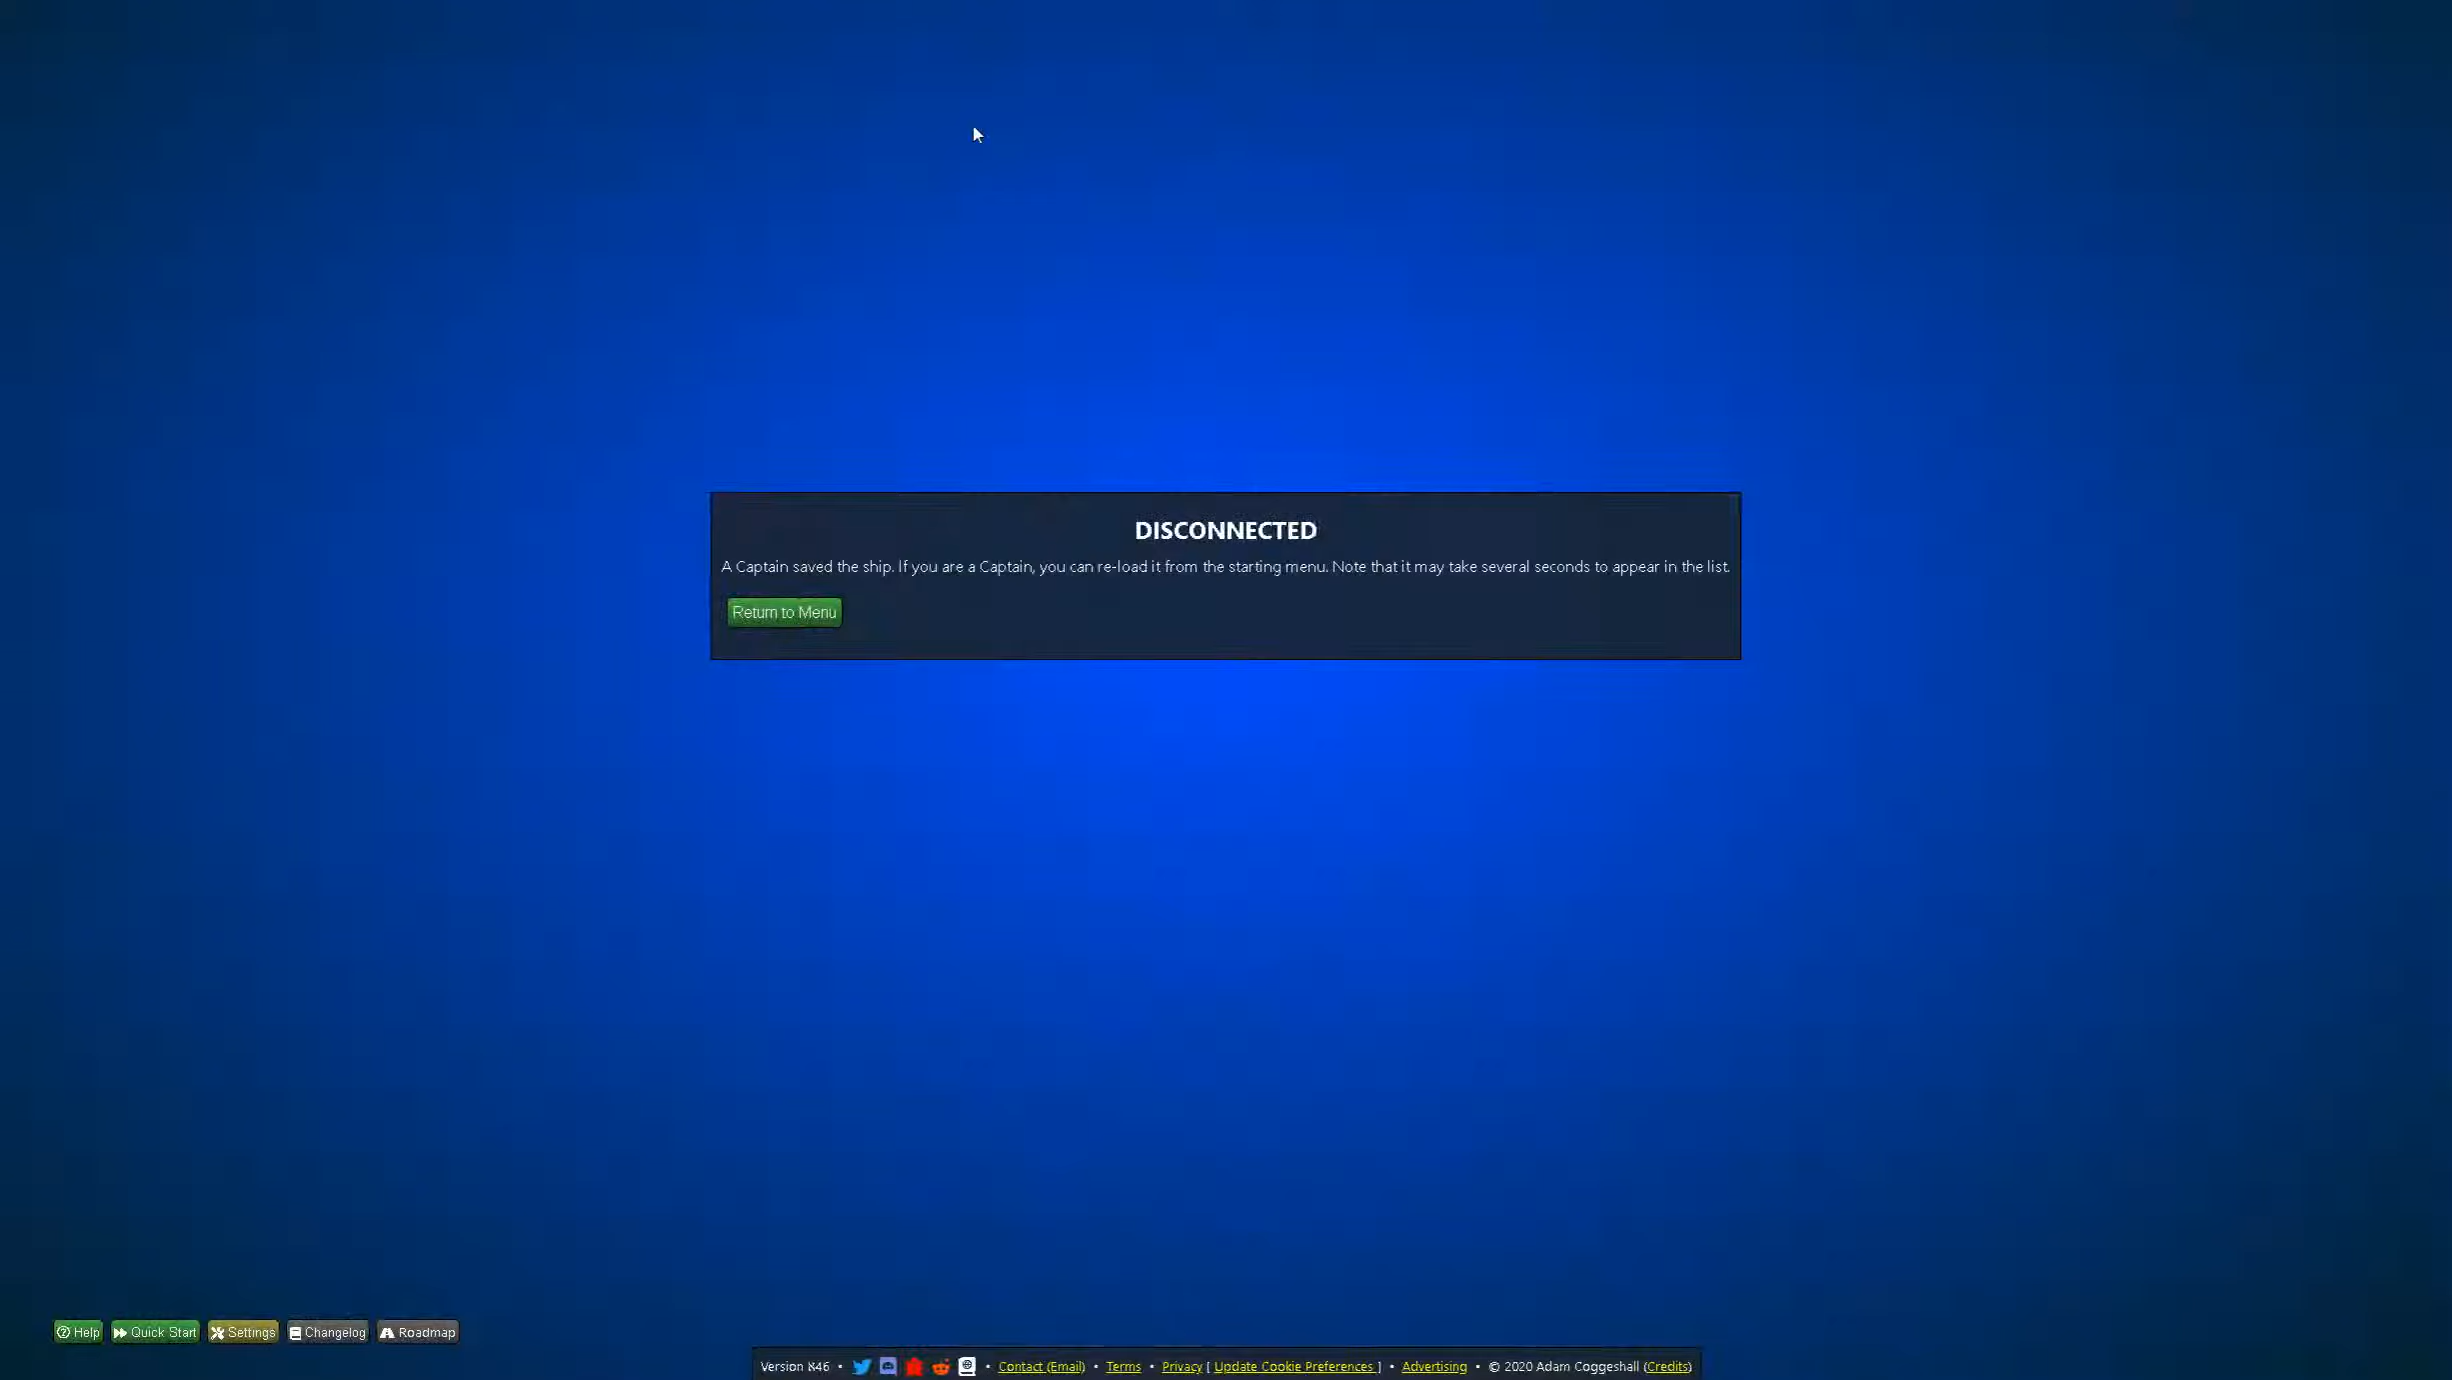 DISCONNECTED
A Captain saved the ship. If you are a Captain, you can re-load it from the starting menu. Note that it may take several seconds to appear in the list.
Return to Menu
Help Quick Start Settings Changelog Roadmap
Version ℵ46 • • Contact (Email) • Terms • Privacy [ Update Cookie Preferences ] • Advertising • © 2020 Adam Coggeshall (Credits)